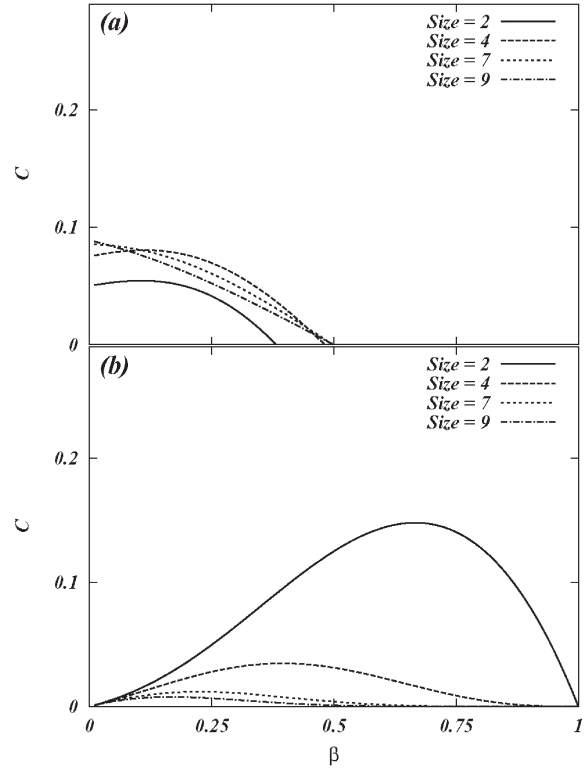 (a)
Size = 2
Size = 4
Size = 7
Size = 9
0.2
0.1
0
C
(b)
Size = 2
Size = 4
Size = 7
Size = 9
0.2
0.1
0
C
0 0.25 0.5 0.75 1
β